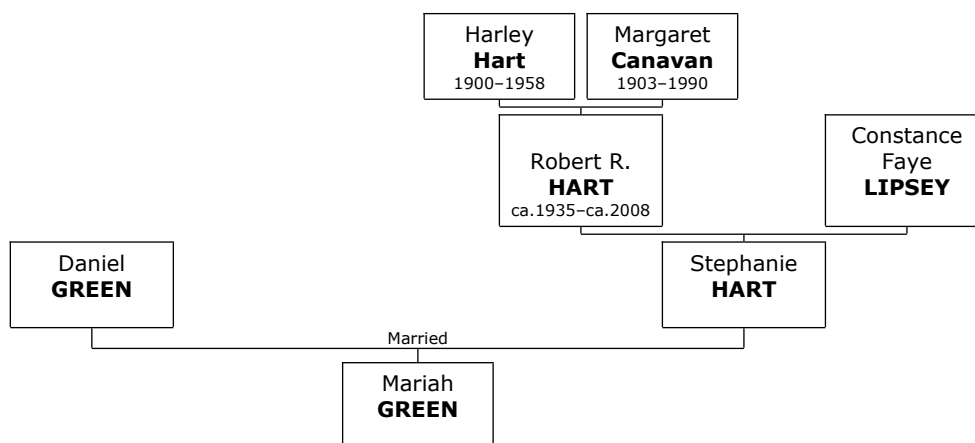 Harley
Hart
1900–1958
Margaret
Canavan
1903–1990
Robert R.
HART
ca.1935–ca.2008
Constance
Faye
LIPSEY
Daniel
GREEN
Stephanie
HART
Married
Mariah
GREEN